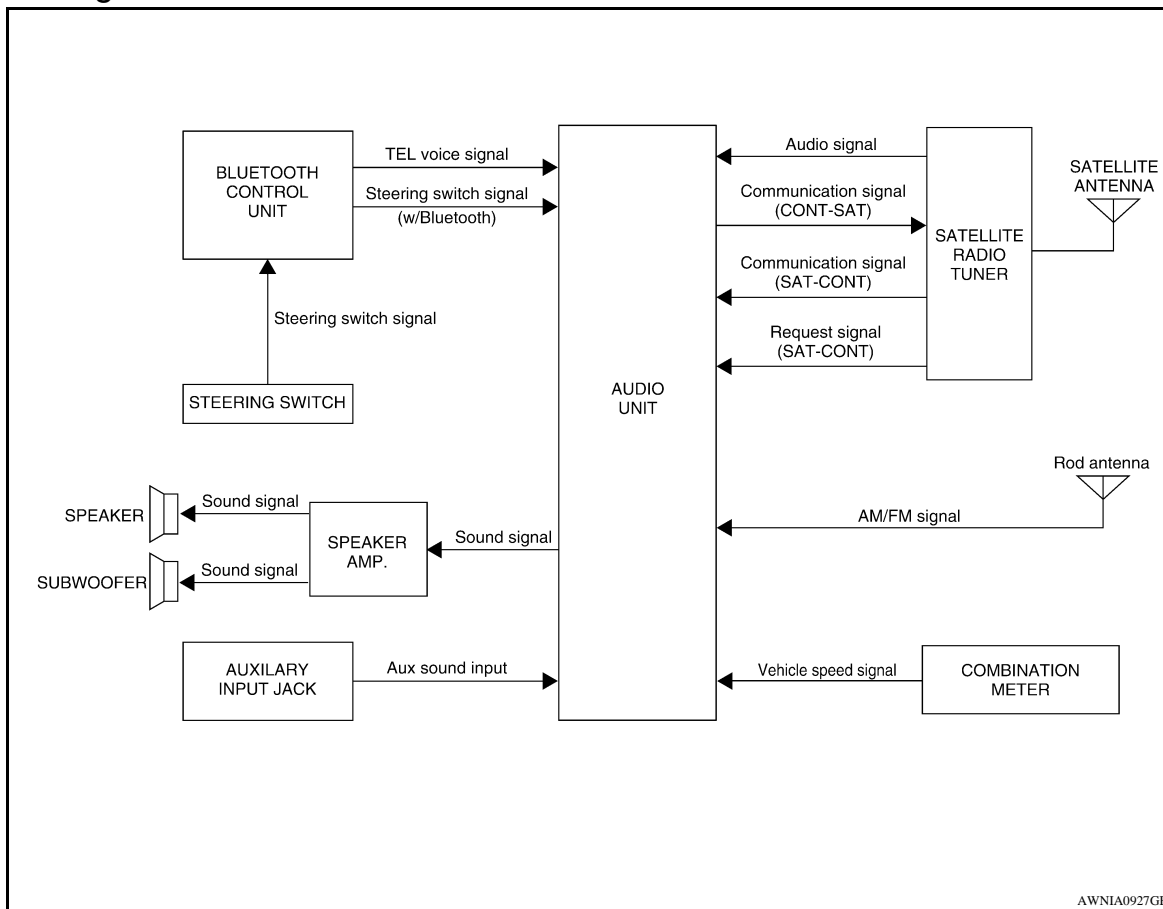 BLUETOOTH
CONTROL
UNIT
TEL voice signal
Steering switch signal
(w/Bluetooth)
Steering switch signal
STEERING SWITCH
SPEAKER
Sound signal
SUBWOOFER
Sound signal
SPEAKER
AMP.
Sound signal
AUXILARY
INPUT JACK
Aux sound input
AUDIO
UNIT
Audio signal
Communication signal
(CONT-SAT)
Communication signal
(SAT-CONT)
Request signal
(SAT-CONT)
SATELLITE
RADIO
TUNER
SATELLITE
ANTENNA
Rod antenna
AM/FM signal
Vehicle speed signal
COMBINATION
METER